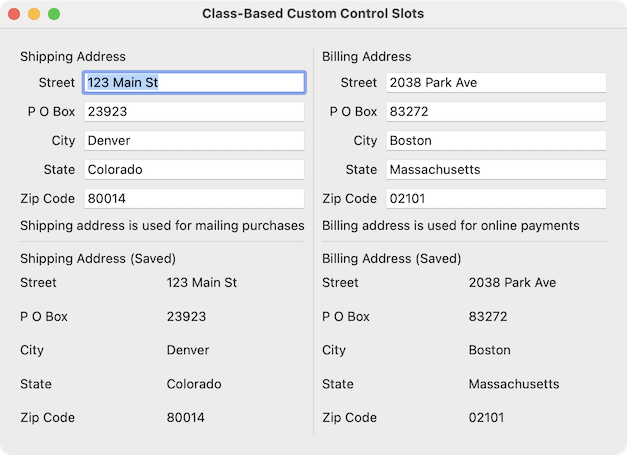 Class-Based Custom Control Slots
Shipping Address
Street 123 Main St
P O Box 23923
City Denver
State Colorado
Zip Code 80014
Shipping address is used for mailing purchases
Billing Address
Street 2038 Park Ave
P O Box 83272
City Boston
State Massachusetts
Zip Code 02101
Billing address is used for online payments
Shipping Address (Saved)
Street 123 Main St
P O Box 23923
City Denver
State Colorado
Zip Code 80014
Billing Address (Saved)
Street 2038 Park Ave
P O Box 83272
City Boston
State Massachusetts
Zip Code 02101